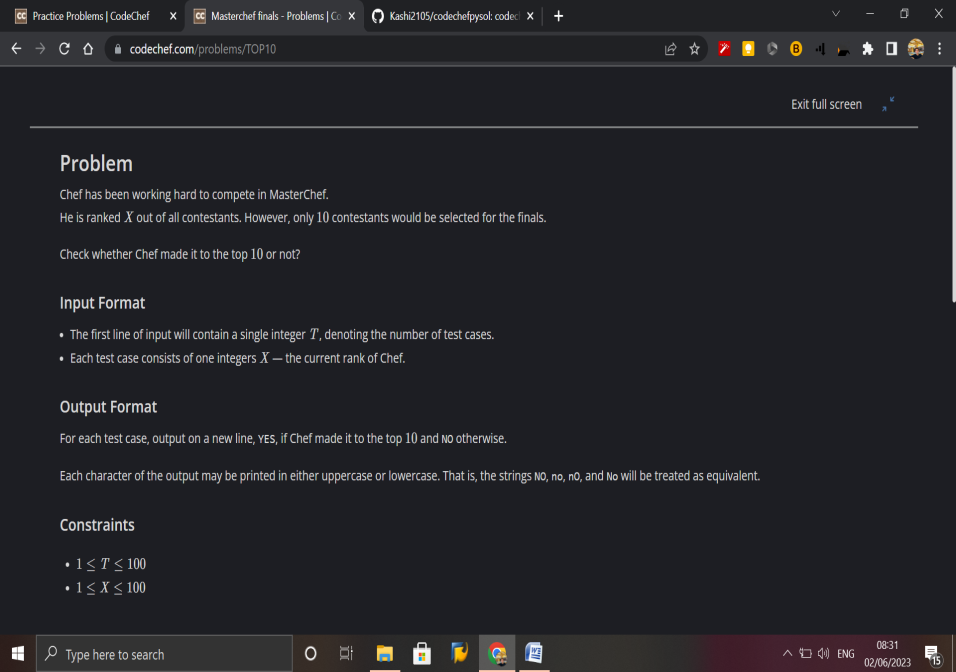 Practice Problems | CodeChef
Masterchef finals - Problems | Co
Kashi2105/codechefpysol: codec
codechef.com/problems/TOP10
Exit full screen
Problem
Chef has been working hard to compete in MasterChef.
He is ranked X out of all contestants. However, only 10 contestants would be selected for the finals.
Check whether Chef made it to the top 10 or not?
Input Format
• The first line of input will contain a single integer T, denoting the number of test cases.
• Each test case consists of one integers X — the current rank of Chef.
Output Format
For each test case, output on a new line, YES, if Chef made it to the top 10 and NO otherwise.
Each character of the output may be printed in either uppercase or lowercase. That is, the strings NO, no, nO, and No will be treated as equivalent.
Constraints
• 1 ≤ T ≤ 100
• 1 ≤ X ≤ 100
Type here to search
ENG
08:31
02/06/2023
15